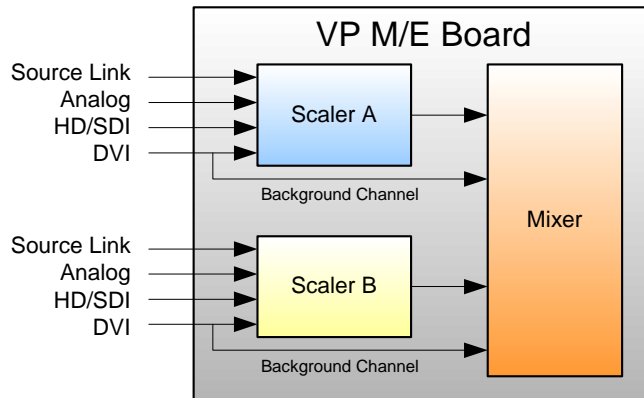 VP M/E Board
Source Link
Analog
HD/SDI
DVI
Scaler A
Background Channel
Mixer
Source Link
Analog
HD/SDI
DVI
Scaler B
Background Channel